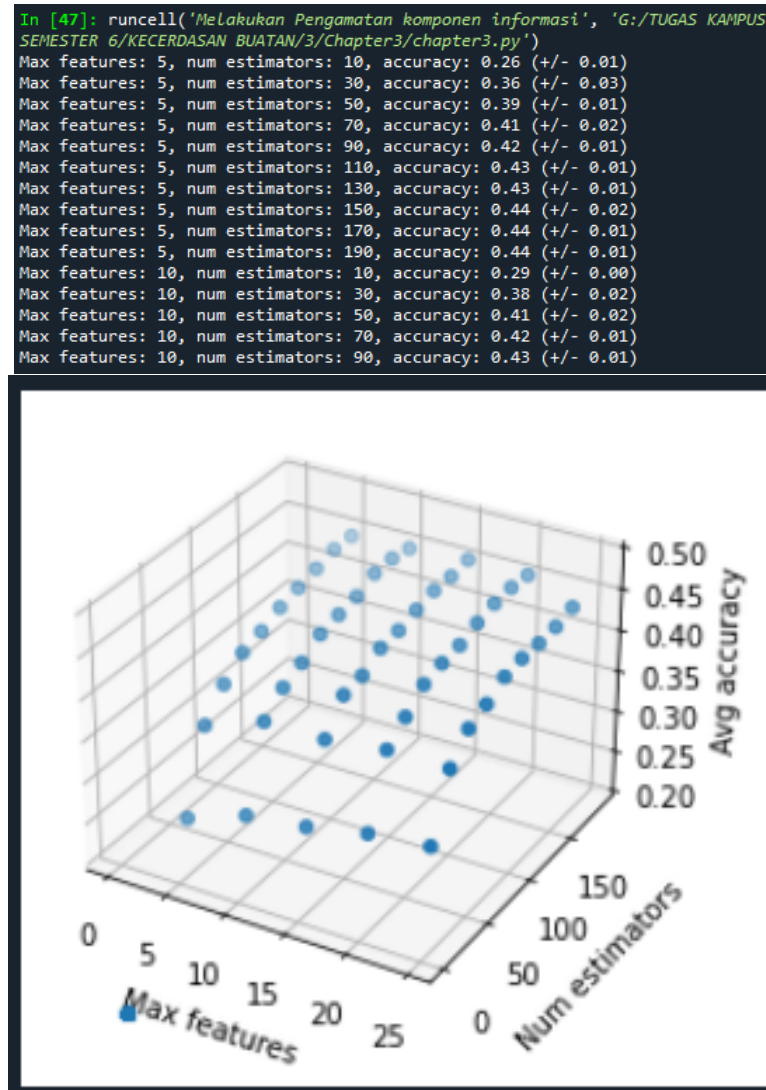 In [47]: runcell('Melakukan Pengamatan komponen informasi', 'G:/TUGAS KAMPUS
SEMESTER 6/KECERDASAN BUATAN/3/Chapter3/chapter3.py')
Max features: 5, num estimators: 10, accuracy: 0.26 (+/- 0.01)
Max features: 5, num estimators: 30, accuracy: 0.36 (+/- 0.03)
Max features: 5, num estimators: 50, accuracy: 0.39 (+/- 0.01)
Max features: 5, num estimators: 70, accuracy: 0.41 (+/- 0.02)
Max features: 5, num estimators: 90, accuracy: 0.42 (+/- 0.01)
Max features: 5, num estimators: 110, accuracy: 0.43 (+/- 0.01)
Max features: 5, num estimators: 130, accuracy: 0.43 (+/- 0.01)
Max features: 5, num estimators: 150, accuracy: 0.44 (+/- 0.02)
Max features: 5, num estimators: 170, accuracy: 0.44 (+/- 0.01)
Max features: 5, num estimators: 190, accuracy: 0.44 (+/- 0.01)
Max features: 10, num estimators: 10, accuracy: 0.29 (+/- 0.00)
Max features: 10, num estimators: 30, accuracy: 0.38 (+/- 0.02)
Max features: 10, num estimators: 50, accuracy: 0.41 (+/- 0.02)
Max features: 10, num estimators: 70, accuracy: 0.42 (+/- 0.01)
Max features: 10, num estimators: 90, accuracy: 0.43 (+/- 0.01)
0.50
0.45
0.40
0.35
0.30
0.25
0.20
Avg accuracy
150
100
50
0
Num estimators
0
5
10
15
20
25
Max features